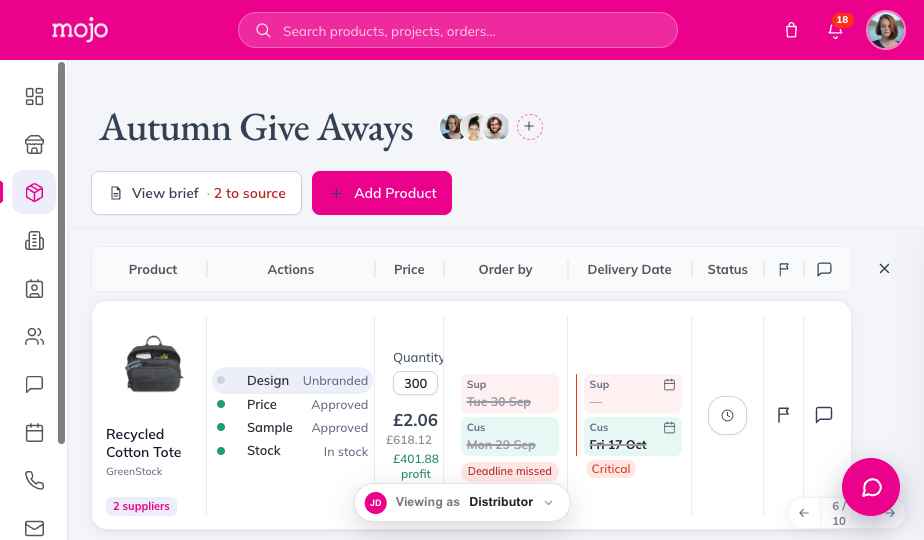 mojo
Search products, projects, orders...
18
Autumn Give Aways
View brief · 2 to source
Add Product
Product Actions Price Order by Delivery Date Status
Recycled
Cotton Tote
GreenStock
2 suppliers
Design Unbranded
Price Approved
Sample Approved
Stock In stock
Quantity
300
£2.06
£618.12
£401.88
profit
Sup
Tue 30 Sep
Cus
Mon 29 Sep
Deadline missed
Sup
—
Cus
Fri 17 Oct
Critical
JD Viewing as Distributor
6 /
10